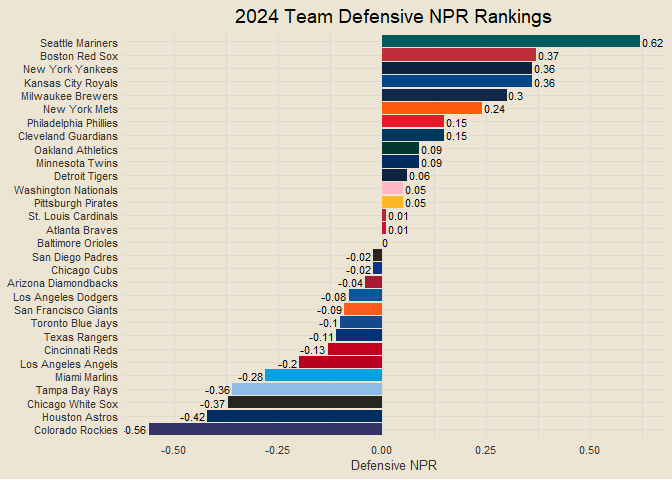 2024 Team Defensive NPR Rankings
Seattle Mariners 0.62
Boston Red Sox 0.37
New York Yankees 0.36
Kansas City Royals 0.36
Milwaukee Brewers 0.3
New York Mets 0.24
Philadelphia Phillies 0.15
Cleveland Guardians 0.15
Oakland Athletics 0.09
Minnesota Twins 0.09
Detroit Tigers 0.06
Washington Nationals 0.05
Pittsburgh Pirates 0.05
St. Louis Cardinals 0.01
Atlanta Braves 0.01
Baltimore Orioles 0
San Diego Padres -0.02
Chicago Cubs -0.02
Arizona Diamondbacks -0.04
Los Angeles Dodgers -0.08
San Francisco Giants -0.09
Toronto Blue Jays -0.1
Texas Rangers -0.11
Cincinnati Reds -0.13
Los Angeles Angels -0.2
Miami Marlins -0.28
Tampa Bay Rays -0.36
Chicago White Sox -0.37
Houston Astros -0.42
Colorado Rockies -0.56
-0.50 -0.25 0.00 0.25 0.50
Defensive NPR